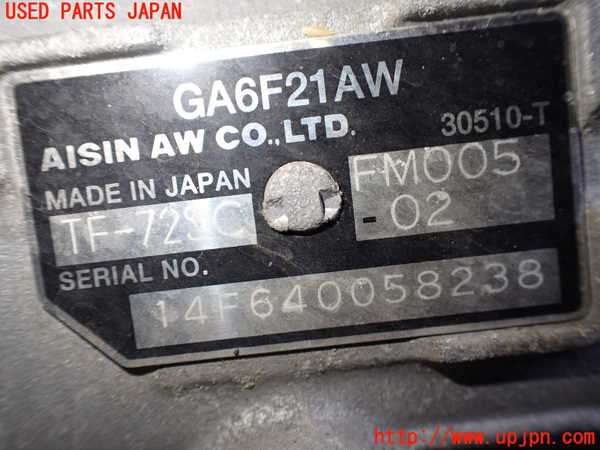 USED PARTS JAPAN
GA6F21AW
AISIN AW CO.,LTD.
30510-T
MADE IN JAPAN
FM005
TF-72SC
-02
SERIAL NO.
14F640058238
http://www.upjpn.com/